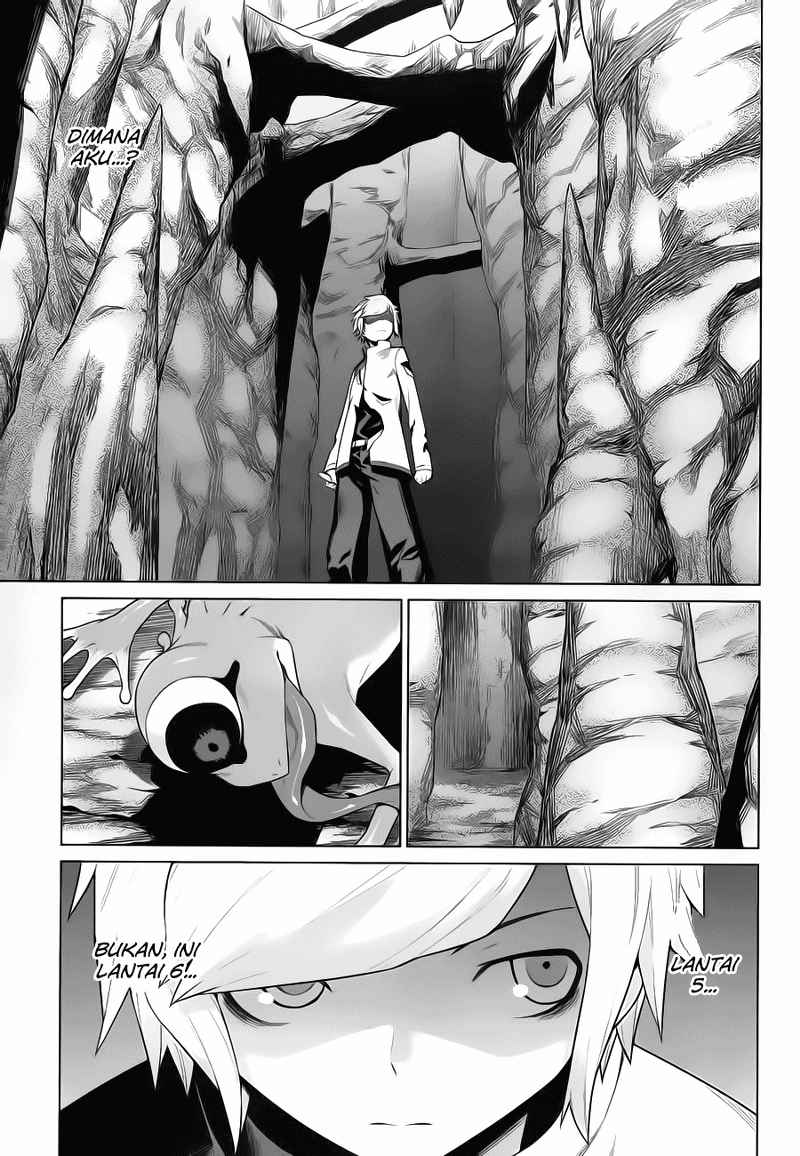 DIMANA
AKU...?
LANTAI
5...
BUKAN, INI
LANTAI 6!..